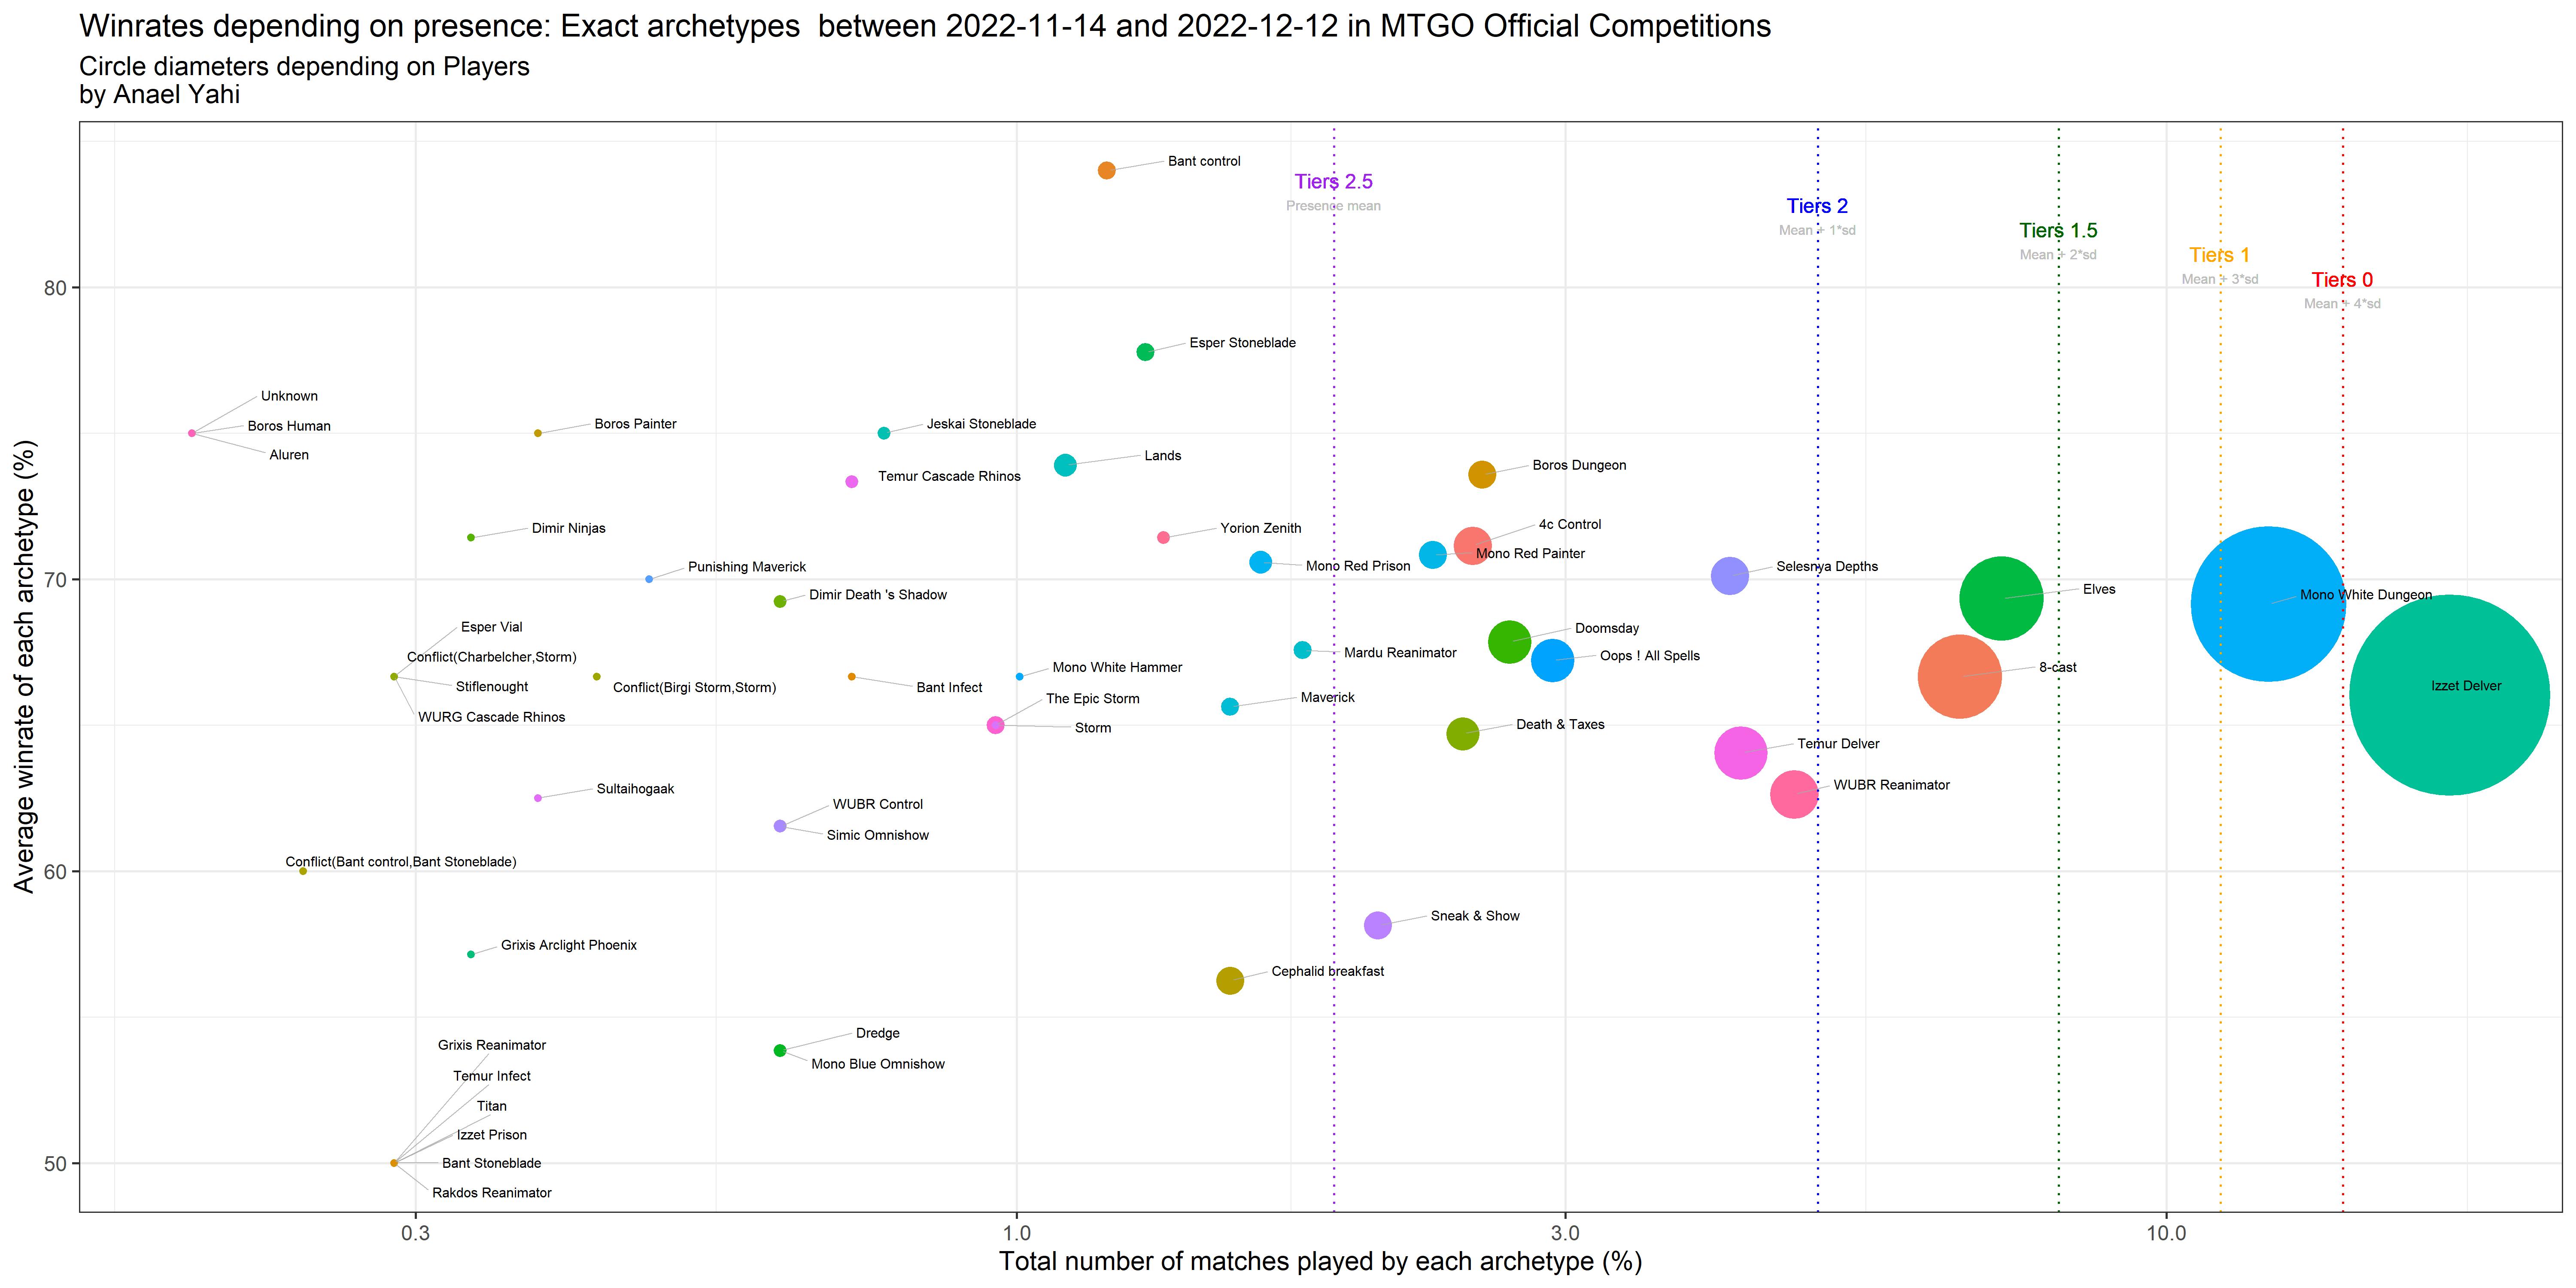 Winrates depending on presence: Exact archetypes  between 2022-11-14 and 2022-12-12 in MTGO Official Competitions
Circle diameters depending on Players
by Anael Yahi
Bant control
Tiers 2.5
Presence mean
Tiers 2
Mean + 1*sd
Tiers 1.5
Mean + 2*sd
Tiers 1
Mean + 3*sd
Tiers 0
Mean + 4*sd
80
Esper Stoneblade
Unknown
Boros Human
Aluren
Boros Painter
Jeskai Stoneblade
Lands
Temur Cascade Rhinos
Boros Dungeon
Dimir Ninjas
Yorion Zenith
4c Control
Mono Red Painter
Mono Red Prison
70
Punishing Maverick
Selesnya Depths
Dimir Death 's Shadow
Elves
Mono White Dungeon
Esper Vial
Doomsday
Mardu Reanimator
Oops ! All Spells
Conflict(Charbelcher,Storm)
Mono White Hammer
8-cast
Stiflenought
Conflict(Birgi Storm,Storm)
Bant Infect
Izzet Delver
The Epic Storm
Maverick
WURG Cascade Rhinos
Storm
Death & Taxes
Temur Delver
WUBR Reanimator
Sultaihogaak
WUBR Control
Simic Omnishow
Conflict(Bant control,Bant Stoneblade)
60
Sneak & Show
Grixis Arclight Phoenix
Cephalid breakfast
Dredge
Mono Blue Omnishow
Grixis Reanimator
Temur Infect
Titan
Izzet Prison
Bant Stoneblade
Rakdos Reanimator
50
Average winrate of each archetype (%)
0.3
1.0
3.0
10.0
Total number of matches played by each archetype (%)